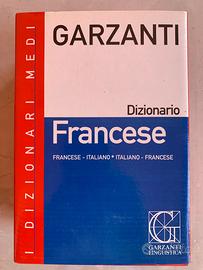 GARZANTI
I DIZIONARI MEDI
Dizionario
Francese
FRANCESE - ITALIANO * ITALIANO - FRANCESE
G
GARZANTI
LINGUISTICA